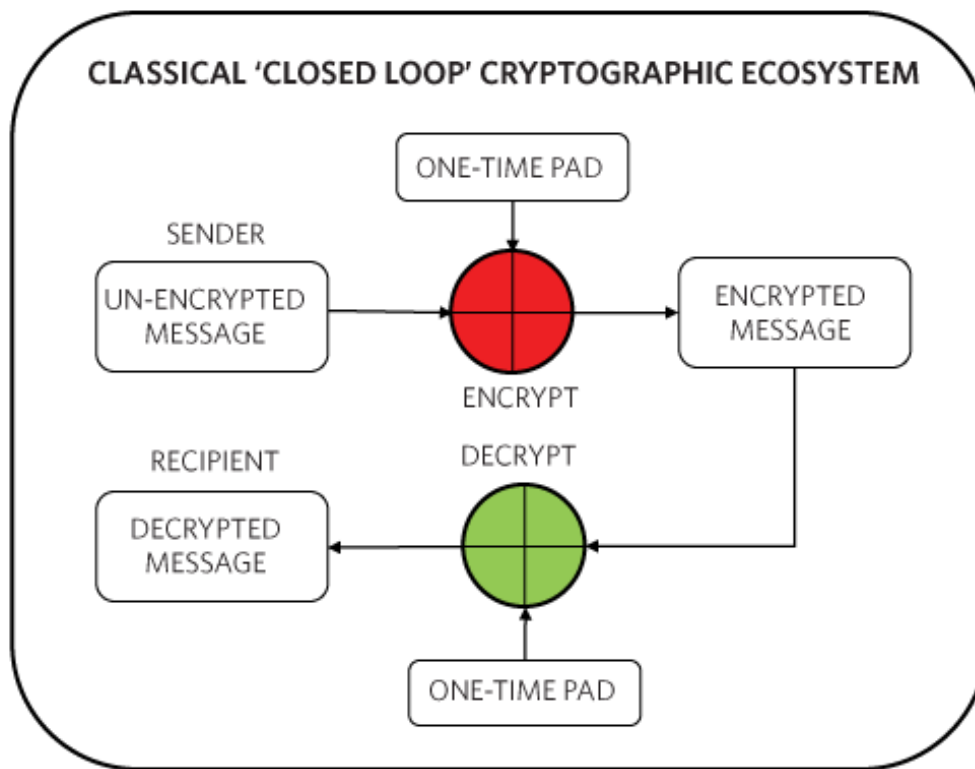 CLASSICAL ‘CLOSED LOOP’ CRYPTOGRAPHIC ECOSYSTEM
ONE-TIME PAD
SENDER
UN-ENCRYPTED
MESSAGE
ENCRYPT
ENCRYPTED
MESSAGE
DECRYPT
RECIPIENT
DECRYPTED
MESSAGE
ONE-TIME PAD